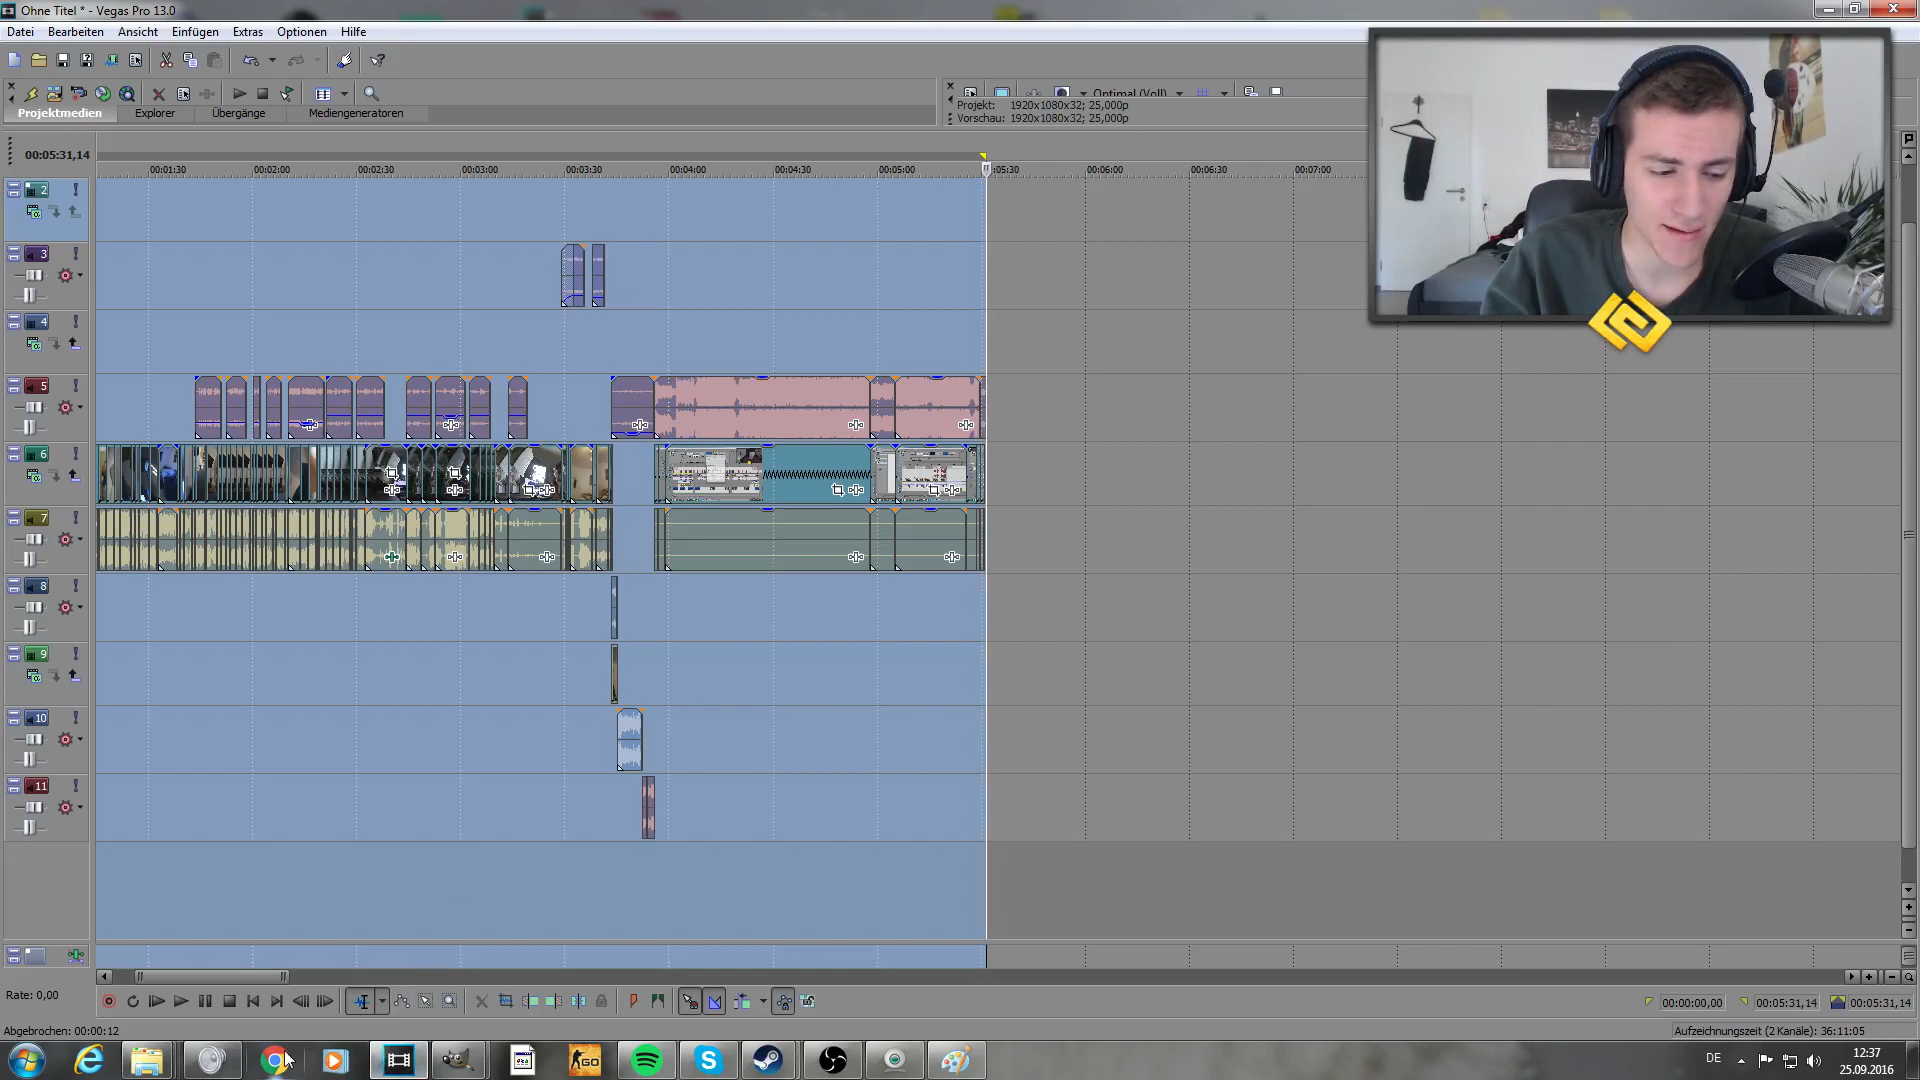 Ohne Titel * - Vegas Pro 13.0
Datei Bearbeiten Ansicht Einfügen Extras Optionen Hilfe
Optimal (Voll)
Projekt: 1920x1080x32; 25,000p
Projektmedien Explorer Übergänge Mediengeneratoren
Vorschau: 1920x1080x32; 25,000p
00:05:31,14
00:01:30 00:02:00 00:02:30 00:03:00 00:03:30 00:04:00 00:04:30 00:05:00 :05:30 00:06:00 00:06:30 00:07:00
2
3
4
5
6
7
8
9
10
11
Rate: 0,00
00:00:00,00 00:05:31,14 00:05:31,14
Abgebrochen: 00:00:12
Aufzeichnungszeit (2 Kanäle): 36:11:05
GO
DE
12:37
25.09.2016